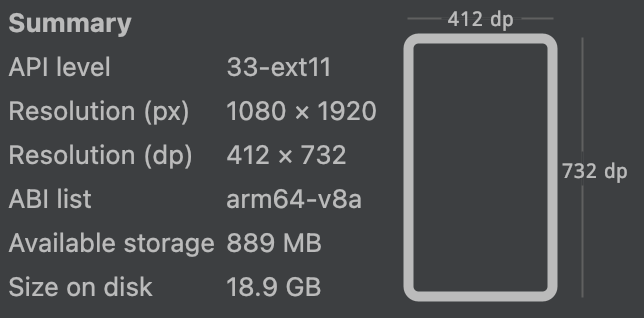 Summary
API level 33-ext11
Resolution (px) 1080 × 1920
Resolution (dp) 412 × 732
ABI list arm64-v8a
Available storage 889 MB
Size on disk 18.9 GB
412 dp
732 dp